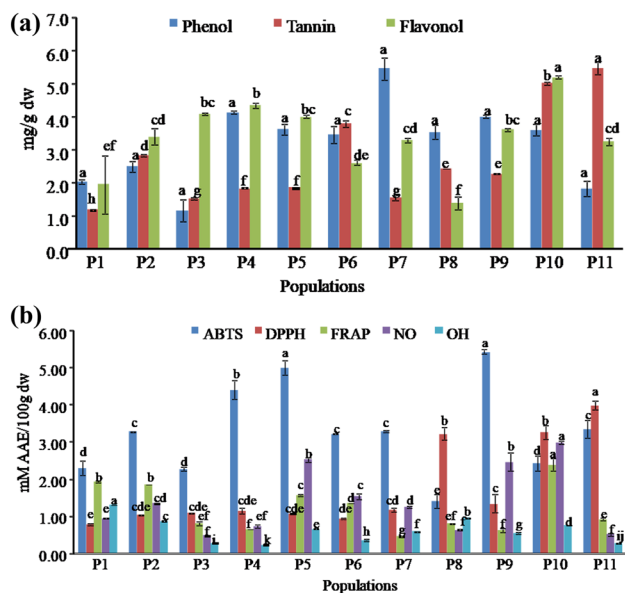 (a)
Phenol Tannin Flavonol
mg/g dw
7.0
6.0
5.0
4.0
3.0
2.0
1.0
0.0
a h ef
a d cd
a g bc
a f b
a f bc
a c de
a g cd
a e f
a e bc
a b a
b a cd
P1 P2 P3 P4 P5 P6 P7 P8 P9 P10 P11
Populations
(b)
ABTS DPPH FRAP NO OH
mM AAE/100g dw
6.00
5.00
4.00
3.00
2.00
1.00
0.00
d e b e a
c e b cd c
d cde e ef i
b cde ef e k
a cde c b e
c e d c h
c cd g d f
e b ef f b
a c f b g
d b a a d
c a e ef ij
P1 P2 P3 P4 P5 P6 P7 P8 P9 P10 P11
Populations